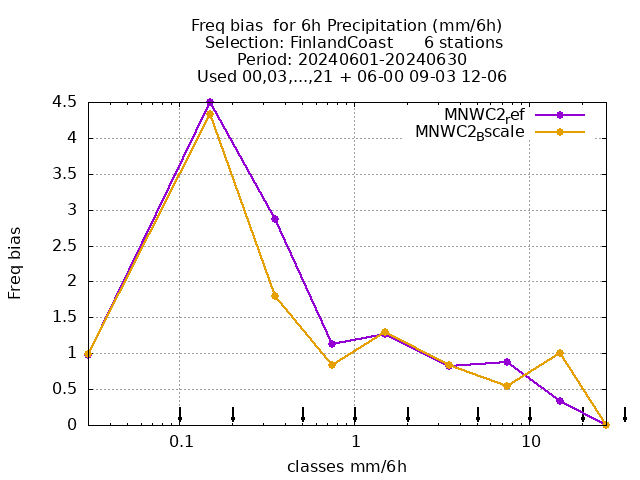 Freq bias  for 6h Precipitation (mm/6h)
Selection: FinlandCoast      6 stations
Period: 20240601-20240630
Used 00,03,...,21 + 06-00 09-03 12-06
MNWC2ref
MNWC2Bscale
4.5
4
3.5
3
2.5
2
1.5
1
0.5
0
Freq bias
0.1
1
10
classes mm/6h